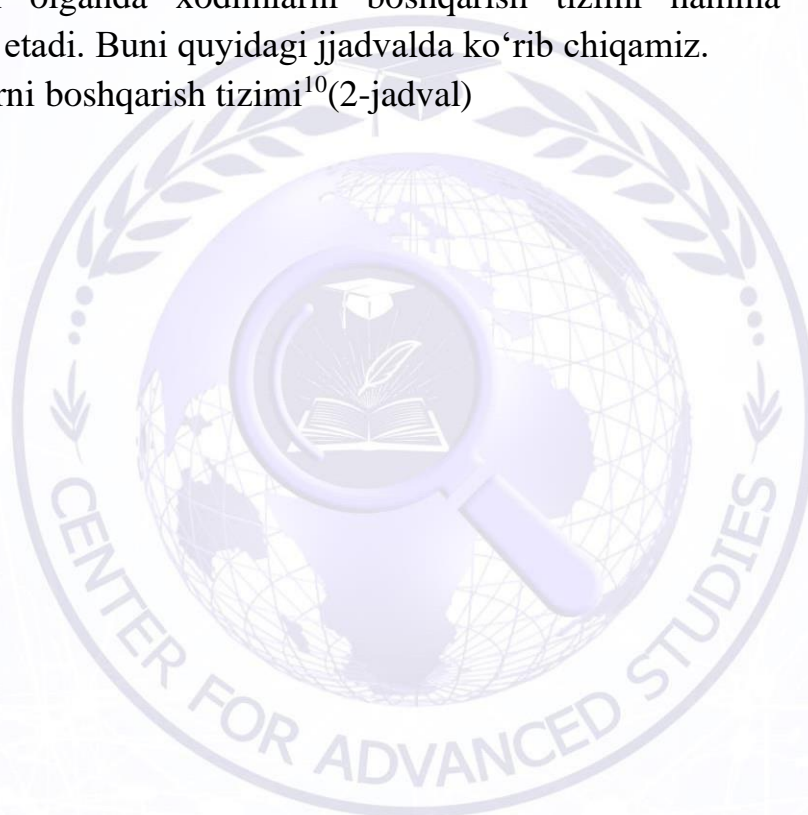 olganda xodimlarni boshqarish tizimi hamma
etadi. Buni quyidagi jjadvalda ko‘rib chiqamiz.
rni boshqarish tizimi¹⁰(2-jadval)
CENTER FOR ADVANCED STUDIES